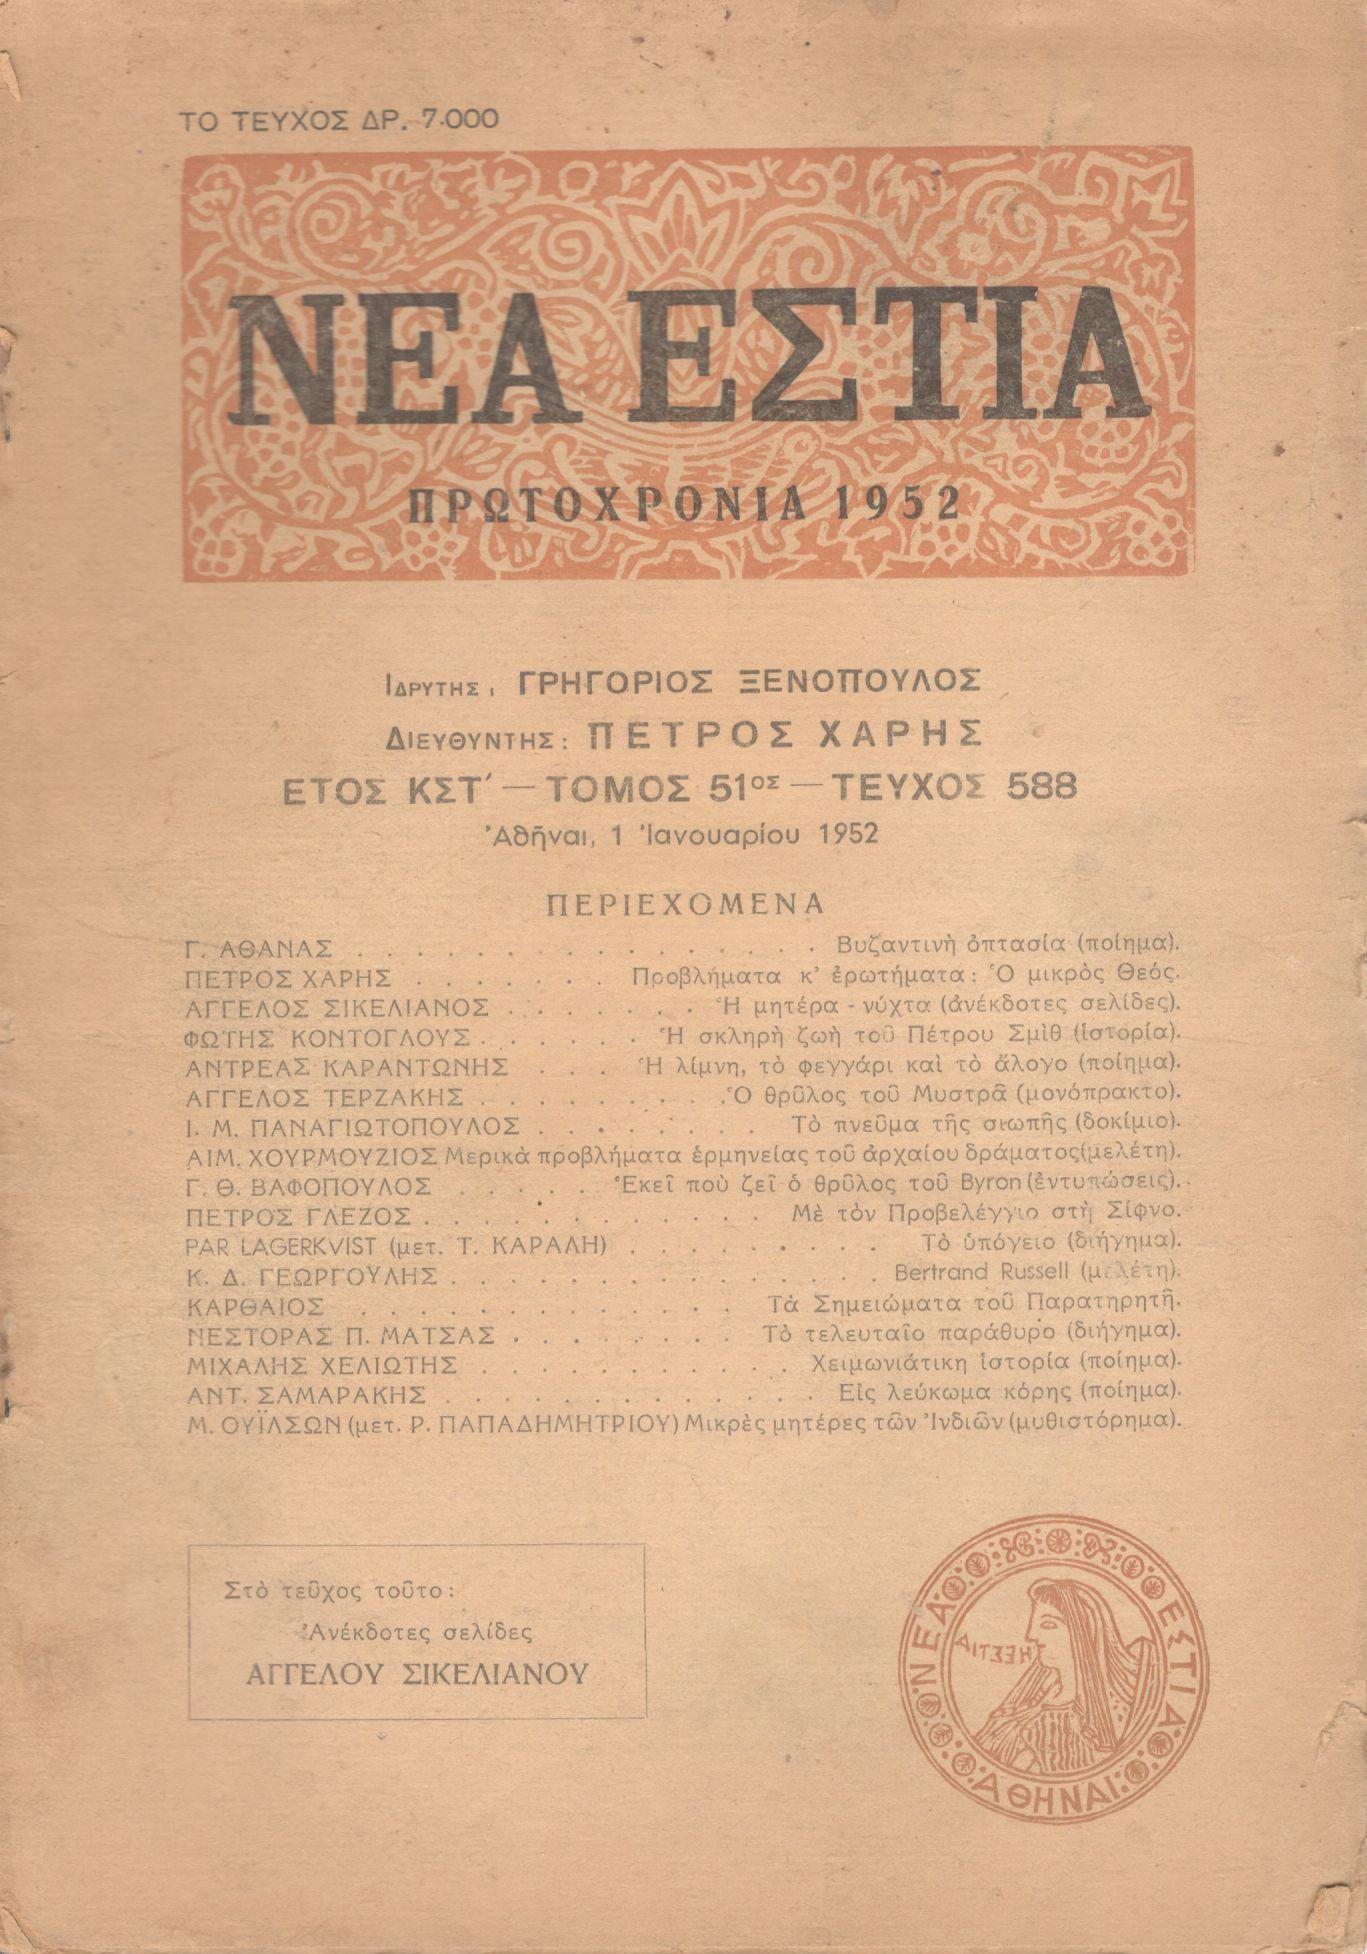 ΤΟ ΤΕΥΧΟΣ ΔΡ. 7.000
ΝΕΑ ΕΣΤΙΑ
ΠΡΩΤΟΧΡΟΝΙΑ 1952
ΙΔΡΥΤΗΣ : ΓΡΗΓΟΡΙΟΣ ΞΕΝΟΠΟΥΛΟΣ
ΔΙΕΥΘΥΝΤΗΣ : ΠΕΤΡΟΣ ΧΑΡΗΣ
ΕΤΟΣ ΚΣΤ΄ — ΤΟΜΟΣ 51ΟΣ — ΤΕΥΧΟΣ 588
Ἀθῆναι, 1 Ἰανουαρίου 1952
ΠΕΡΙΕΧΟΜΕΝΑ
Γ. ΑΘΑΝΑΣ . . . . . . . . . . . . . . . . Βυζαντινὴ ὀπτασία (ποίημα).
ΠΕΤΡΟΣ ΧΑΡΗΣ . . . . . . . Προβλήματα κ' ἐρωτήματα : Ὁ μικρὸς Θεός.
ΑΓΓΕΛΟΣ ΣΙΚΕΛΙΑΝΟΣ . . . . . . . Ἡ μητέρα - νύχτα (ἀνέκδοτες σελίδες).
ΦΩΤΗΣ ΚΟΝΤΟΓΛΟΥΣ . . . . . . Ἡ σκληρὴ ζωὴ τοῦ Πέτρου Σμὶθ (ἱστορία).
ΑΝΤΡΕΑΣ ΚΑΡΑΝΤΩΝΗΣ . . . Ἡ λίμνη, τὸ φεγγάρι καὶ τὸ ἄλογο (ποίημα).
ΑΓΓΕΛΟΣ ΤΕΡΖΑΚΗΣ . . . . . . . . . Ὁ θρῦλος τοῦ Μυστρᾶ (μονόπρακτο).
Ι. Μ. ΠΑΝΑΓΙΩΤΟΠΟΥΛΟΣ . . . . . . . . Τὸ πνεῦμα τῆς σιωπῆς (δοκίμιο).
ΑΙΜ. ΧΟΥΡΜΟΥΖΙΟΣ Μερικὰ προβλήματα ἑρμηνείας τοῦ ἀρχαίου δράματος (μελέτη).
Γ. Θ. ΒΑΦΟΠΟΥΛΟΣ . . . . . Ἐκεῖ ποὺ ζεῖ ὁ θρῦλος τοῦ Byron (ἐντυπώσεις).
ΠΕΤΡΟΣ ΓΛΕΖΟΣ . . . . . . . . . . . . Μὲ τὸν Προβελέγγιο στὴ Σίφνο.
PAR LAGERKVIST (μετ. Τ. ΚΑΡΑΛΗ) . . . . . . . . . Τὸ ὑπόγειο (διήγημα).
Κ. Δ. ΓΕΩΡΓΟΥΛΗΣ . . . . . . . . . . . . . . . Bertrand Russell (μελέτη).
ΚΑΡΘΑΙΟΣ . . . . . . . . . . . . . Τὰ Σημειώματα τοῦ Παρατηρητῆ.
ΝΕΣΤΟΡΑΣ Π. ΜΑΤΣΑΣ . . . . . . . . Τὸ τελευταῖο παράθυρο (διήγημα).
ΜΙΧΑΛΗΣ ΧΕΛΙΩΤΗΣ . . . . . . . . . . . Χειμωνιάτικη ἱστορία (ποίημα).
ΑΝΤ. ΣΑΜΑΡΑΚΗΣ . . . . . . . . . . . . . Εἰς λεύκωμα κόρης (ποίημα).
Μ. ΟΥΪΛΣΩΝ (μετ. Ρ. ΠΑΠΑΔΗΜΗΤΡΙΟΥ) Μικρὲς μητέρες τῶν Ἰνδιῶν (μυθιστόρημα).
Στὸ τεῦχος τοῦτο :
Ἀνέκδοτες σελίδες
ΑΓΓΕΛΟΥ ΣΙΚΕΛΙΑΝΟΥ
ΝΕΑ ΕΣΤΙΑ
ΑΘΗΝΑΙ